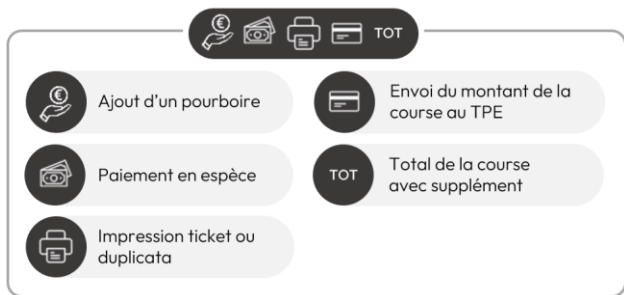 TOT
Ajout d'un pourboire
Envoi du montant de la
course au TPE
Paiement en espèce
TOT
Total de la course
avec supplément
Impression ticket ou
duplicata